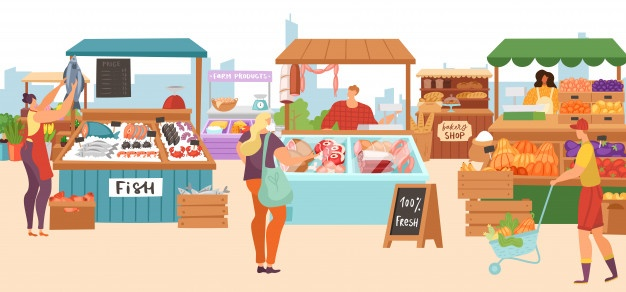 PRICE
FARM PRODUCTS
FISH
bakery
SHOP
100%
FRESH